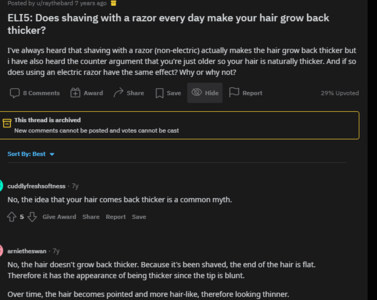 Posted by u/raythebard 7 years ago
ELI5: Does shaving with a razor every day make your hair grow back
thicker?
I've always heard that shaving with a razor (non-electric) actually makes the hair grow back thicker but
i have also heard the counter argument that you're just older so your hair is naturally thicker. And if so
does using an electric razor have the same effect? Why or why not?
8 Comments Award Share Save Hide Report 29% Upvoted
This thread is archived
New comments cannot be posted and votes cannot be cast
Sort By: Best
cuddlyfreshsoftness · 7y
No, the idea that your hair comes back thicker is a common myth.
5 Give Award Share Report Save
arnietheswan · 7y
No, the hair doesn't grow back thicker. Because it's been shaved, the end of the hair is flat.
Therefore it has the appearance of being thicker since the tip is blunt.
Over time, the hair becomes pointed and more hair-like, therefore looking thinner.